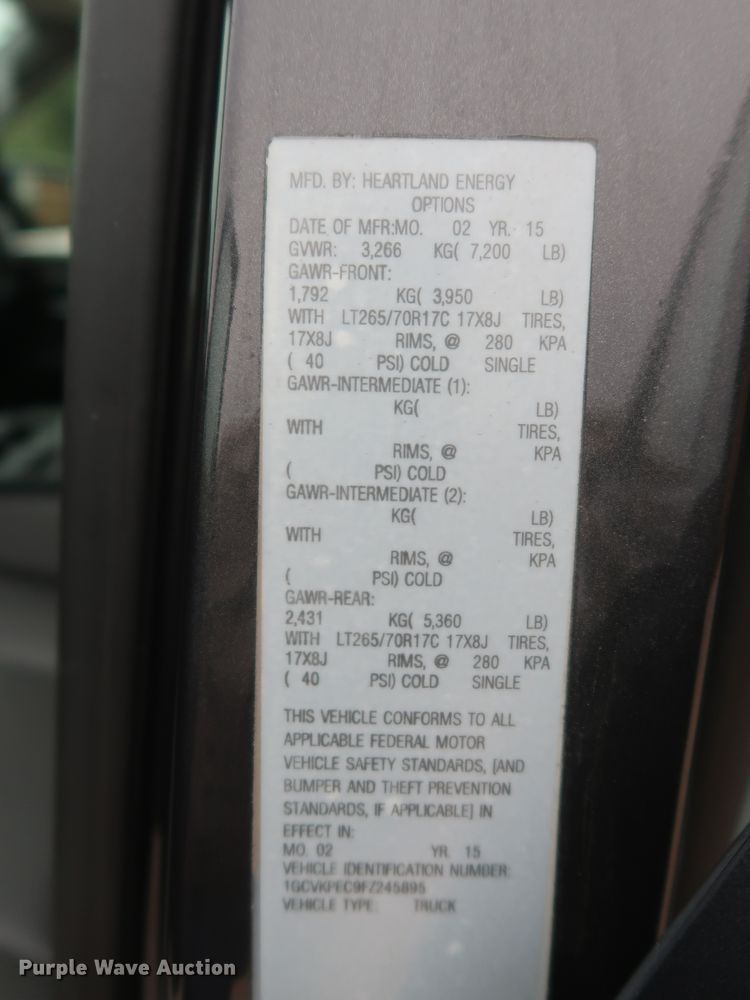 MFD. BY: HEARTLAND ENERGY
OPTIONS
DATE OF MFR:MO. 02 YR. 15
GVWR: 3,266 KG( 7,200 LB)
GAWR-FRONT:
1,792 KG( 3,950 LB)
WITH LT265/70R17C 17X8J TIRES,
17X8J RIMS, @ 280 KPA
( 40 PSI) COLD SINGLE
GAWR-INTERMEDIATE (1):
KG( LB)
WITH TIRES,
RIMS, @ KPA
( PSI) COLD
GAWR-INTERMEDIATE (2):
KG( LB)
WITH TIRES,
RIMS, @ KPA
( PSI) COLD
GAWR-REAR:
2,431 KG( 5,360 LB)
WITH LT265/70R17C 17X8J TIRES,
17X8J RIMS, @ 280 KPA
( 40 PSI) COLD SINGLE
THIS VEHICLE CONFORMS TO ALL
APPLICABLE FEDERAL MOTOR
VEHICLE SAFETY STANDARDS, [AND
BUMPER AND THEFT PREVENTION
STANDARDS, IF APPLICABLE] IN
EFFECT IN:
MO. 02 YR. 15
VEHICLE IDENTIFICATION NUMBER:
1GCVKPEC9FZ245895
VEHICLE TYPE: TRUCK
Purple Wave Auction